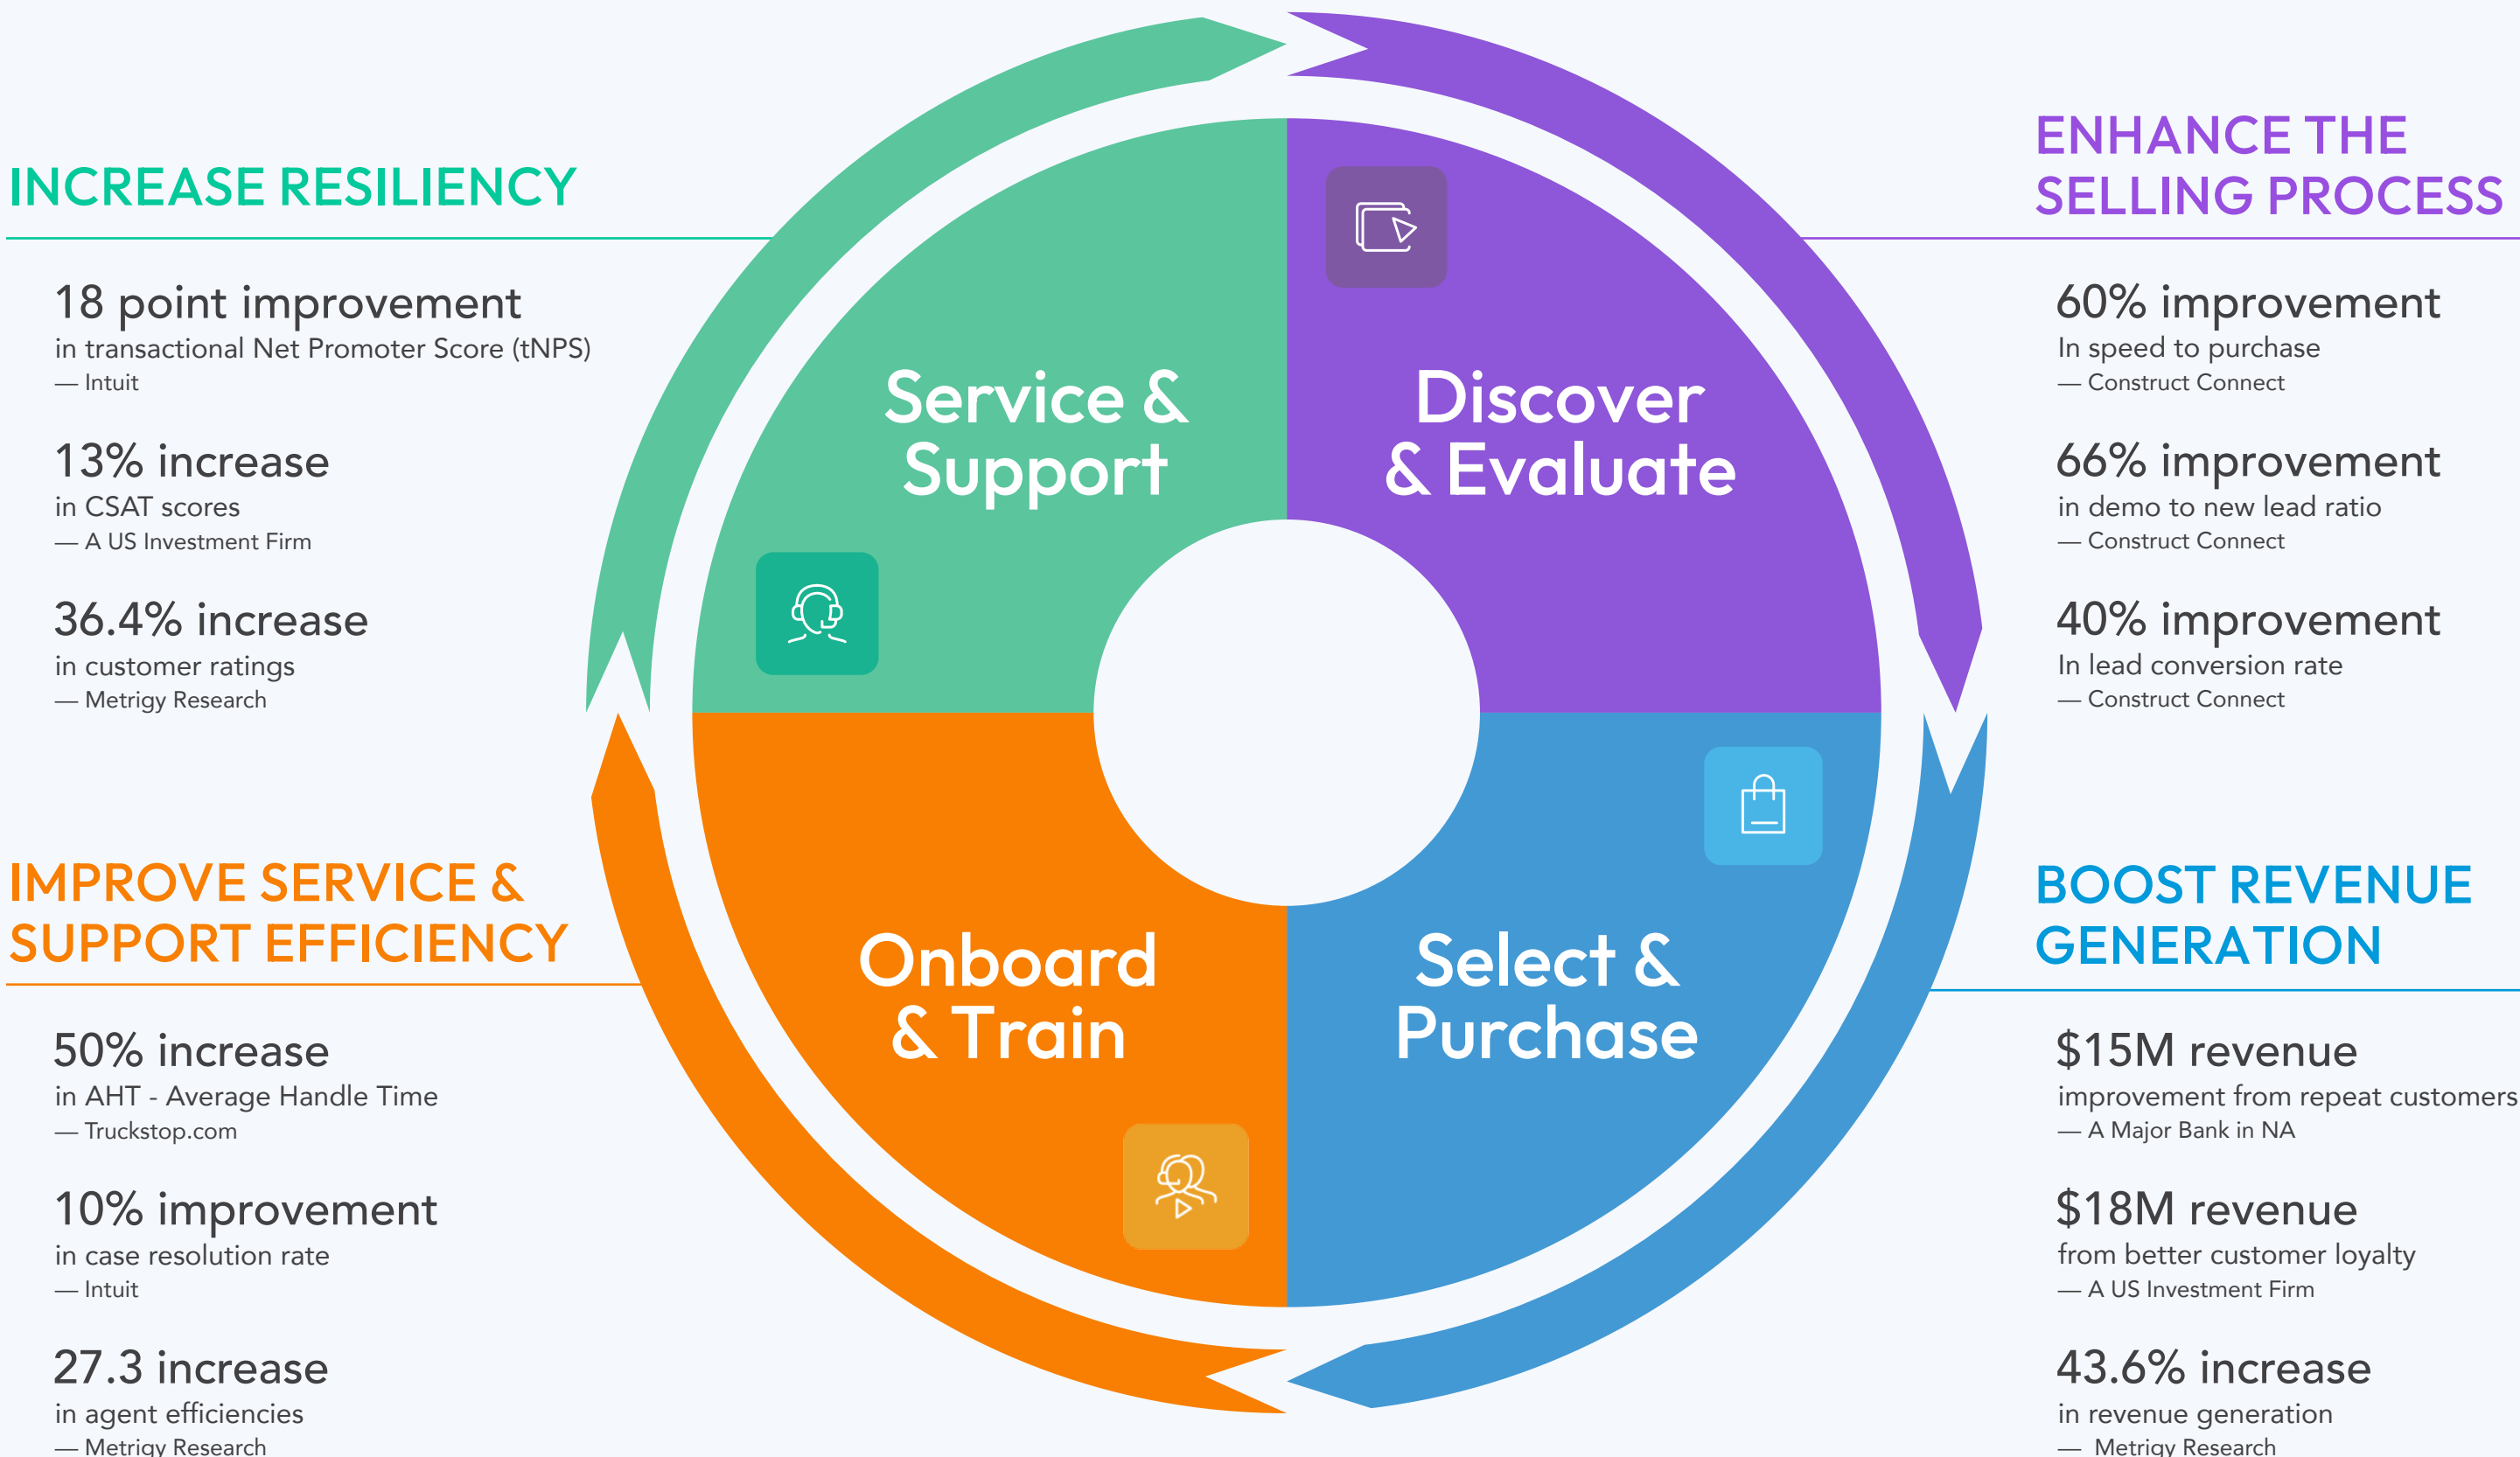 INCREASE RESILIENCY
18 point improvement
in transactional Net Promoter Score (tNPS)
— Intuit
13% increase
in CSAT scores
— A US Investment Firm
36.4% increase
in customer ratings
— Metrigy Research
IMPROVE SERVICE &
SUPPORT EFFICIENCY
50% increase
in AHT - Average Handle Time
— Truckstop.com
10% improvement
in case resolution rate
— Intuit
27.3 increase
in agent efficiencies
— Metrigy Research
Service &
Support
Discover
& Evaluate
Onboard
& Train
Select &
Purchase
ENHANCE THE
SELLING PROCESS
60% improvement
In speed to purchase
— Construct Connect
66% improvement
in demo to new lead ratio
— Construct Connect
40% improvement
In lead conversion rate
— Construct Connect
BOOST REVENUE
GENERATION
$15M revenue
improvement from repeat customers
— A Major Bank in NA
$18M revenue
from better customer loyalty
— A US Investment Firm
43.6% increase
in revenue generation
— Metrigy Research